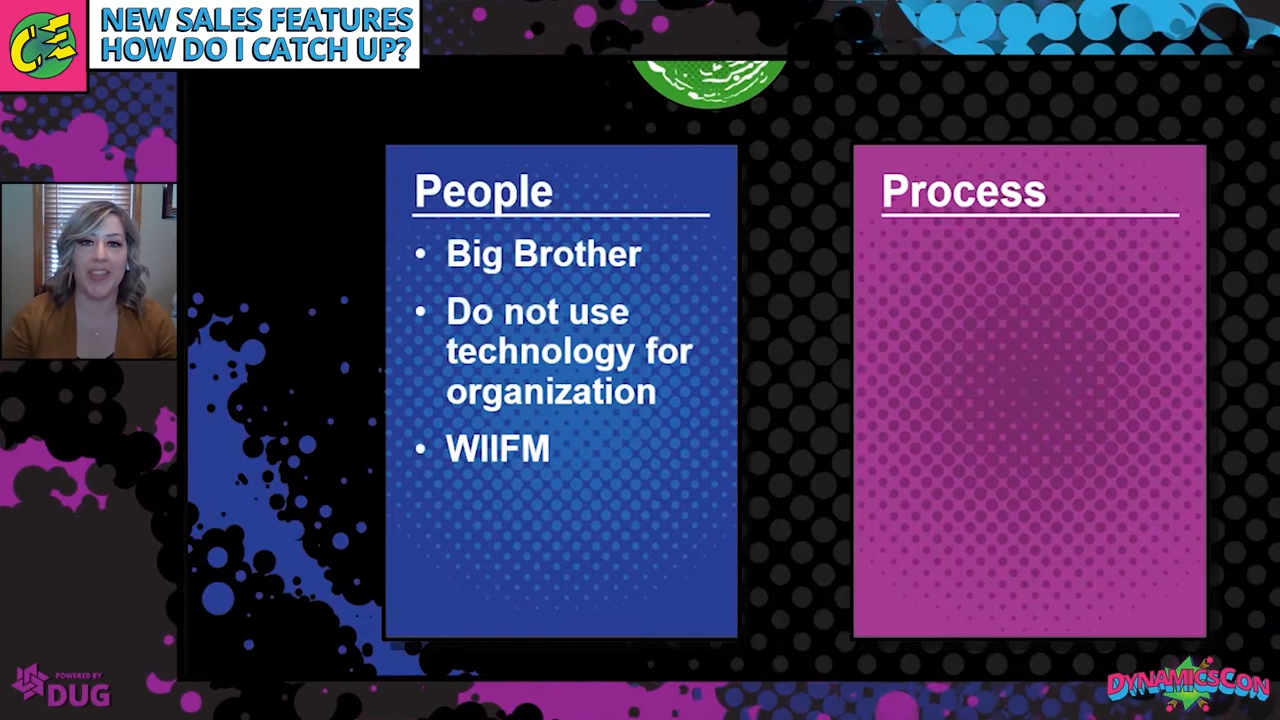 CE
NEW SALES FEATURES
HOW DO I CATCH UP?
People
• Big Brother
• Do not use
technology for
organization
• WIIFM
Process
POWERED BY
DUG
DYNAMICSCON